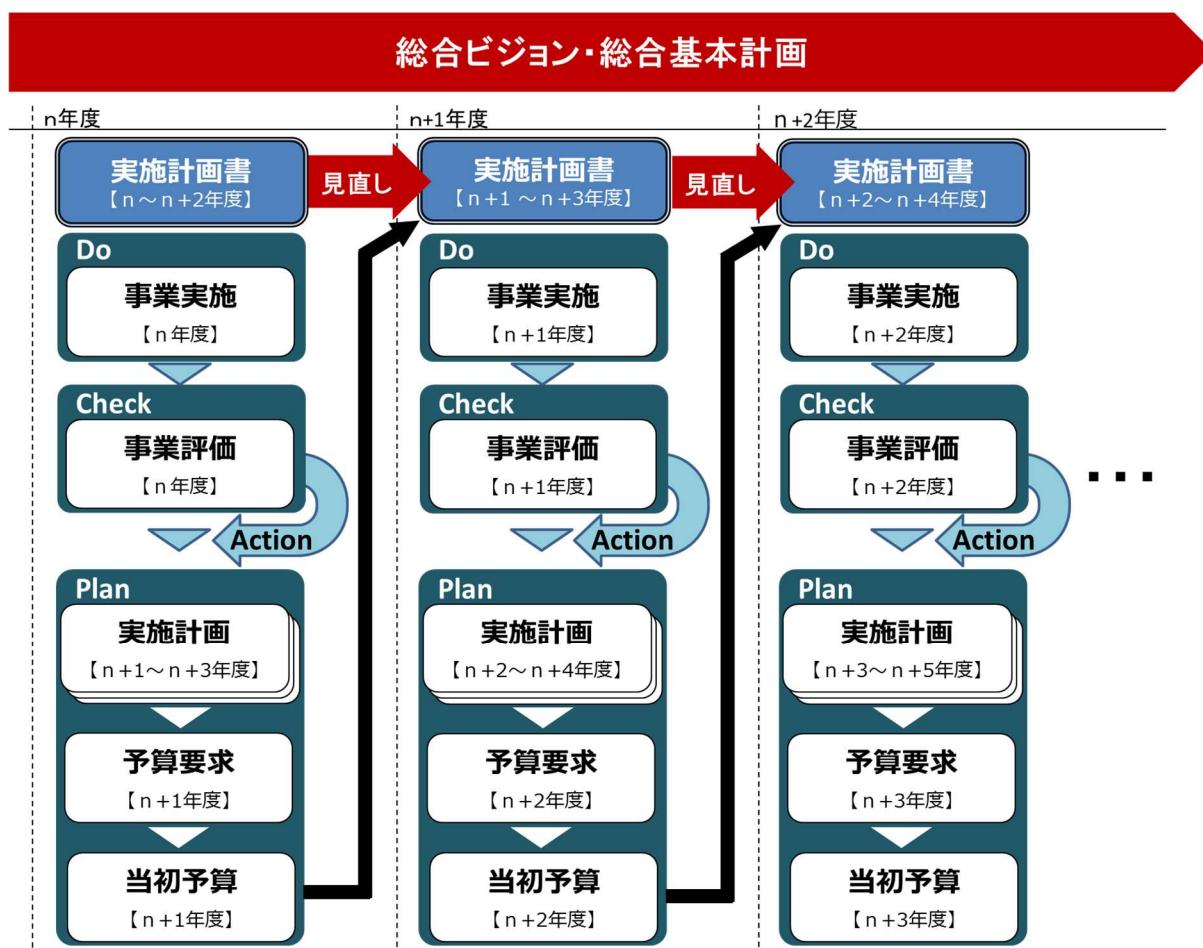 総合ビジョン・総合基本計画
n年度
n+1年度
n+2年度
実施計画書
【n～n+2年度】
見直し
実施計画書
【n+1～n+3年度】
見直し
実施計画書
【n+2～n+4年度】
Do
事業実施
【n年度】
Do
事業実施
【n+1年度】
Do
事業実施
【n+2年度】
Check
事業評価
【n年度】
Check
事業評価
【n+1年度】
Check
事業評価
【n+2年度】
...
Action
Action
Action
Plan
実施計画
【n+1～n+3年度】
予算要求
【n+1年度】
当初予算
【n+1年度】
Plan
実施計画
【n+2～n+4年度】
予算要求
【n+2年度】
当初予算
【n+2年度】
Plan
実施計画
【n+3～n+5年度】
予算要求
【n+3年度】
当初予算
【n+3年度】